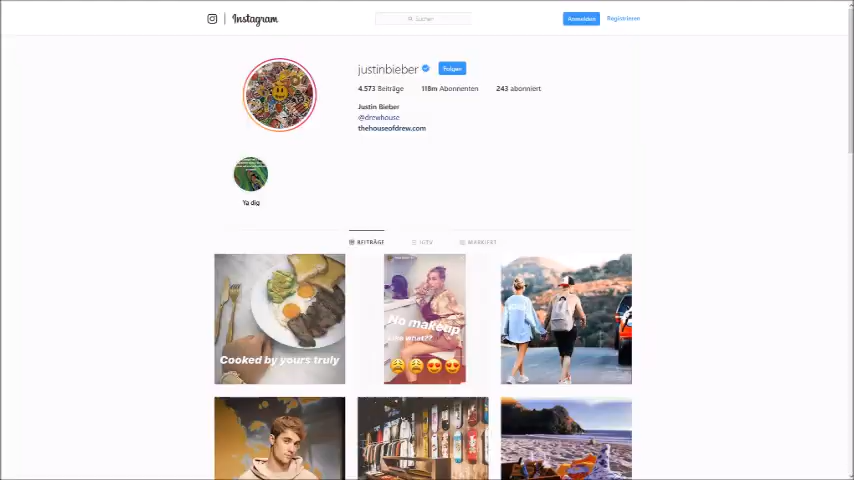 Instagram
Suchen
Anmelden
Registrieren
justinbieber
Folgen
4.573 Beiträge
118m Abonnenten
243 abonniert
Justin Bieber
@drewhouse
thehouseofdrew.com
Ya dig
BEITRÄGE
IGTV
MARKIERT
Cooked by yours truly
No makeup